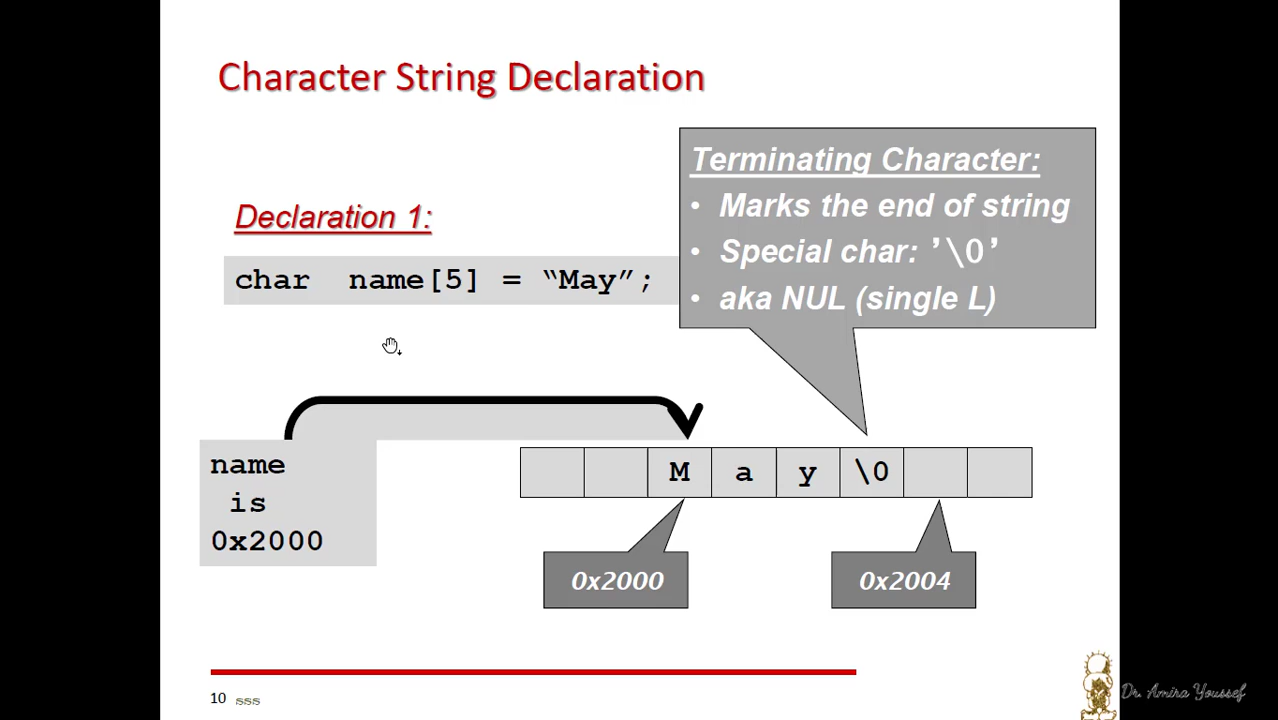 Character String Declaration
Terminating Character:
• Marks the end of string
• Special char: ’\0’
• aka NUL (single L)
Declaration 1:
char name[5] = “May”;
name
is
0x2000
M a y \0
0x2000
0x2004
10 sss
Dr. Amira Youssef